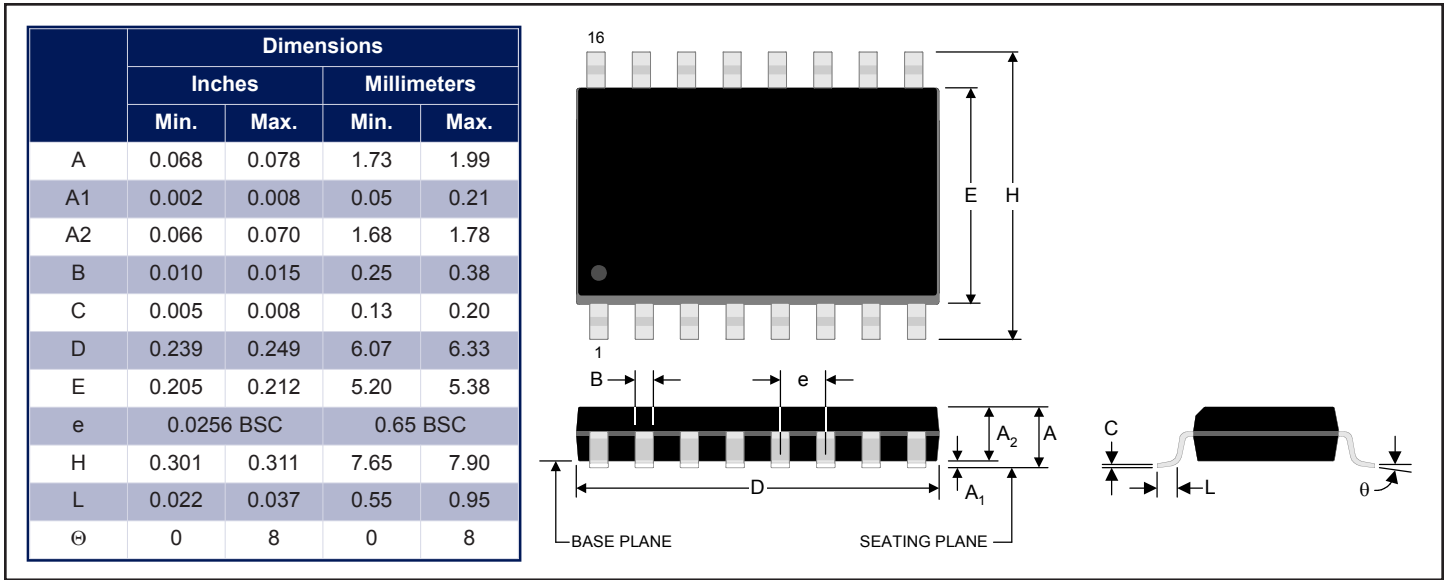 Dimensions
Inches Millimeters
Min. Max. Min. Max.
A 0.068 0.078 1.73 1.99
A1 0.002 0.008 0.05 0.21
A2 0.066 0.070 1.68 1.78
B 0.010 0.015 0.25 0.38
C 0.005 0.008 0.13 0.20
D 0.239 0.249 6.07 6.33
E 0.205 0.212 5.20 5.38
e 0.0256 BSC 0.65 BSC
H 0.301 0.311 7.65 7.90
L 0.022 0.037 0.55 0.95
Θ 0 8 0 8
16
E H
1
B e
A₂ A
C
D
A₁
L
θ
BASE PLANE
SEATING PLANE